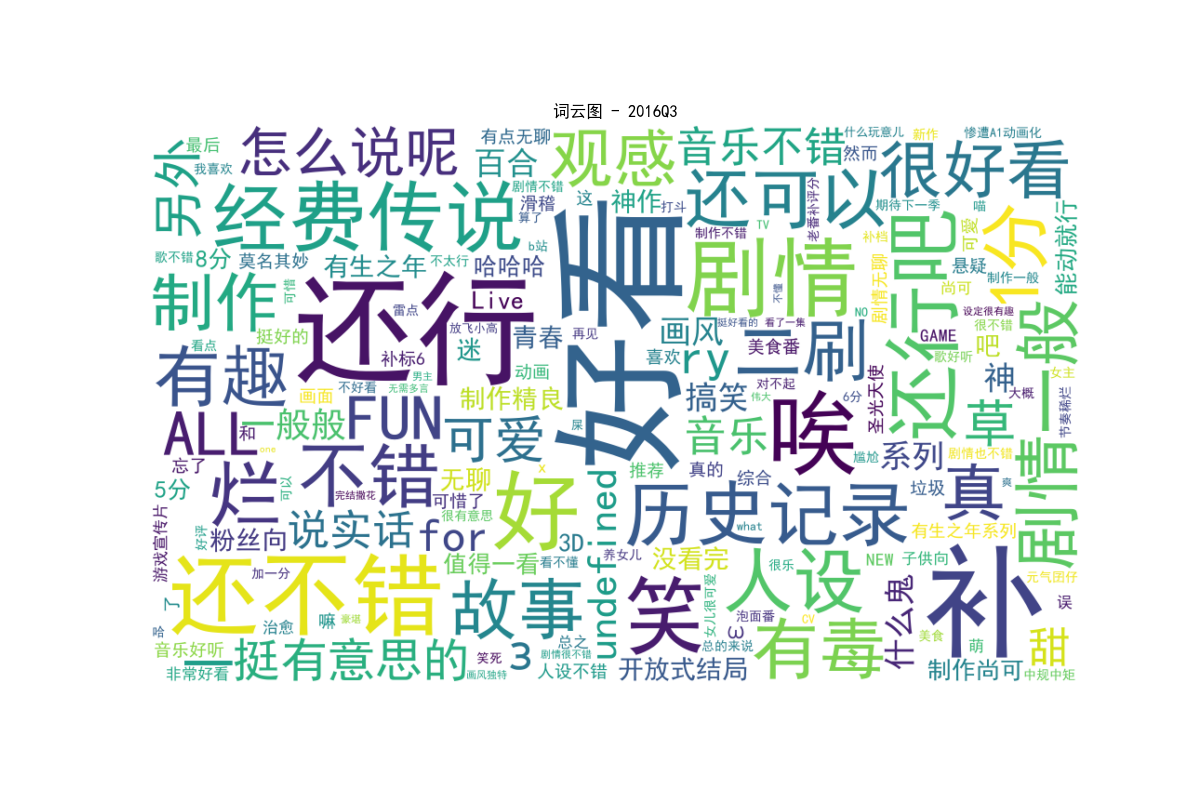 词云图 - 2016Q3
怎么说呢
有点无聊
观感
音乐不错
什么玩意儿
新作
惨遭A1动画化
最后
我喜欢
百合
然而
很好看
另外
经费传说
剧情不错
滑稽
算了
这
神作
打斗
还可以
老番补评分
期待下一季
喵
可爱
1分
能动就行
歌不错
8分
莫名其妙
有生之年
不太行
哈哈哈
b站
好看
制作不错
TV
剧情
补档
剧情无聊
还行吧
悬疑
尚可
制作一般
制作
可惜
还行
雷点
Live
不懂
设定很有趣
看点
挺好的
补标6
放飞小高
迷
青春
再见
画风
挺好看的
看了一集
美食番
二刷
NO
GAME
很不错
吧
歌好听
剧情一般
有趣
画面
不好看
男主
无需多言
动画
制作精良
喜欢
ry
对不起
伟大
6分
圣光天使
神
大概
女主
节奏稀烂
ALL
和
一般般
FUN
可爱
屎
搞笑
音乐
唉
草
one
忘了
烂
不错
无聊
x
好
推荐
真的
综合
尴尬
系列
剧情也不错
真
爽
5分
可以
完结撒花
可惜了
很有意思
undefined
历史记录
what
垃圾
有生之年系列
游戏宣传片
好评
粉丝向
说实话
for
3D
还不错
加一分
值得一看
看不懂
养女儿
没看完
很乐
NEW
子供向
元气团仔
了
哈
治愈
嘛
豪堪
故事
笑
女儿很可爱
泡面番
ε
人设
CV
什么鬼
补
误
美食
萌
甜
音乐好听
非常好看
一
挺有意思的
笑死
画风独特
3
总之
剧情很不错
人设不错
开放式结局
总的来说
有毒
制作尚可
中规中矩